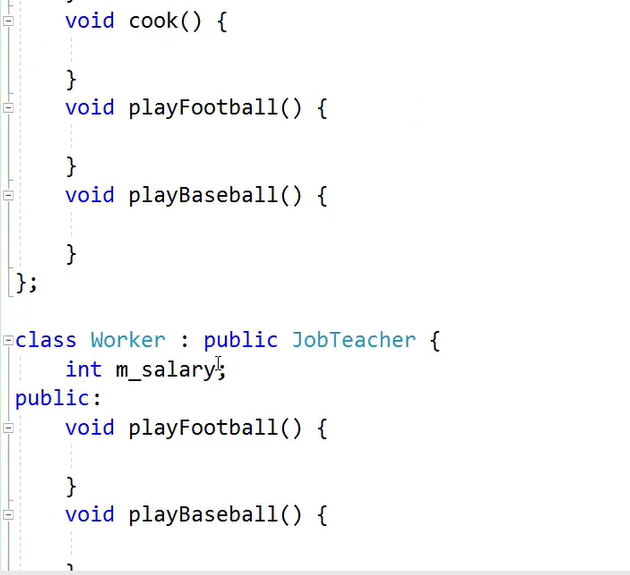 void cook() {
}
void playFootball() {
}
void playBaseball() {
}
};
class Worker : public JobTeacher {
int m_salary;
public:
void playFootball() {
}
void playBaseball() {
}